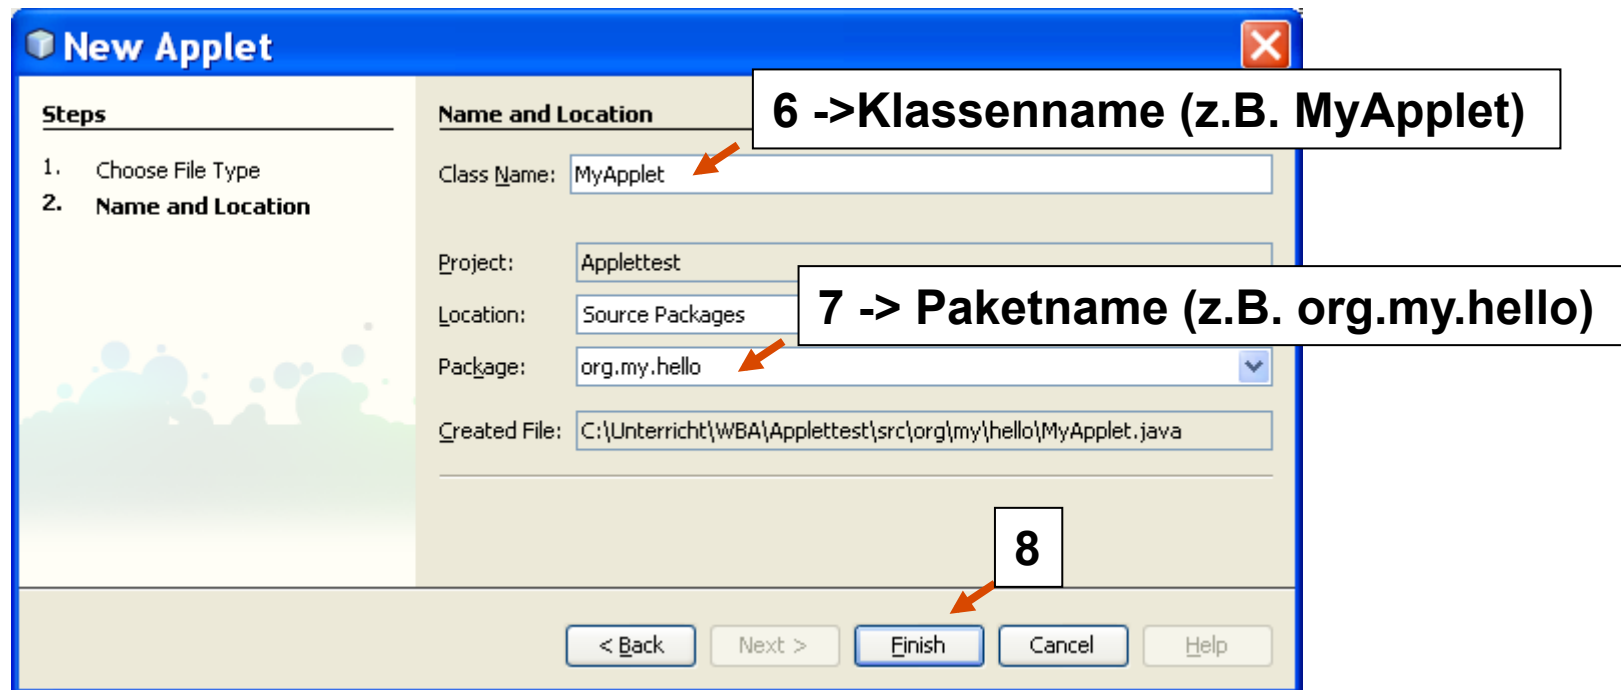 New Applet
Steps
1. Choose File Type
2. Name and Location
Name and Location
6 ->Klassenname (z.B. MyApplet)
Class Name: MyApplet
Project: Applettest
7 -> Paketname (z.B. org.my.hello)
Location: Source Packages
Package: org.my.hello
Created File: C:\Unterricht\WBA\Applettest\src\org\my\hello\MyApplet.java
8
< Back Next > Finish Cancel Help